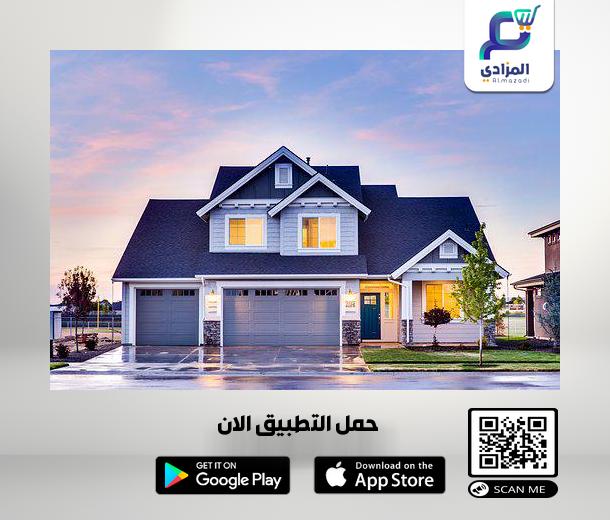 المزادي
Almazadi
حمل التطبيق الان
GET IT ON
Google Play
Download on the
App Store
SCAN ME